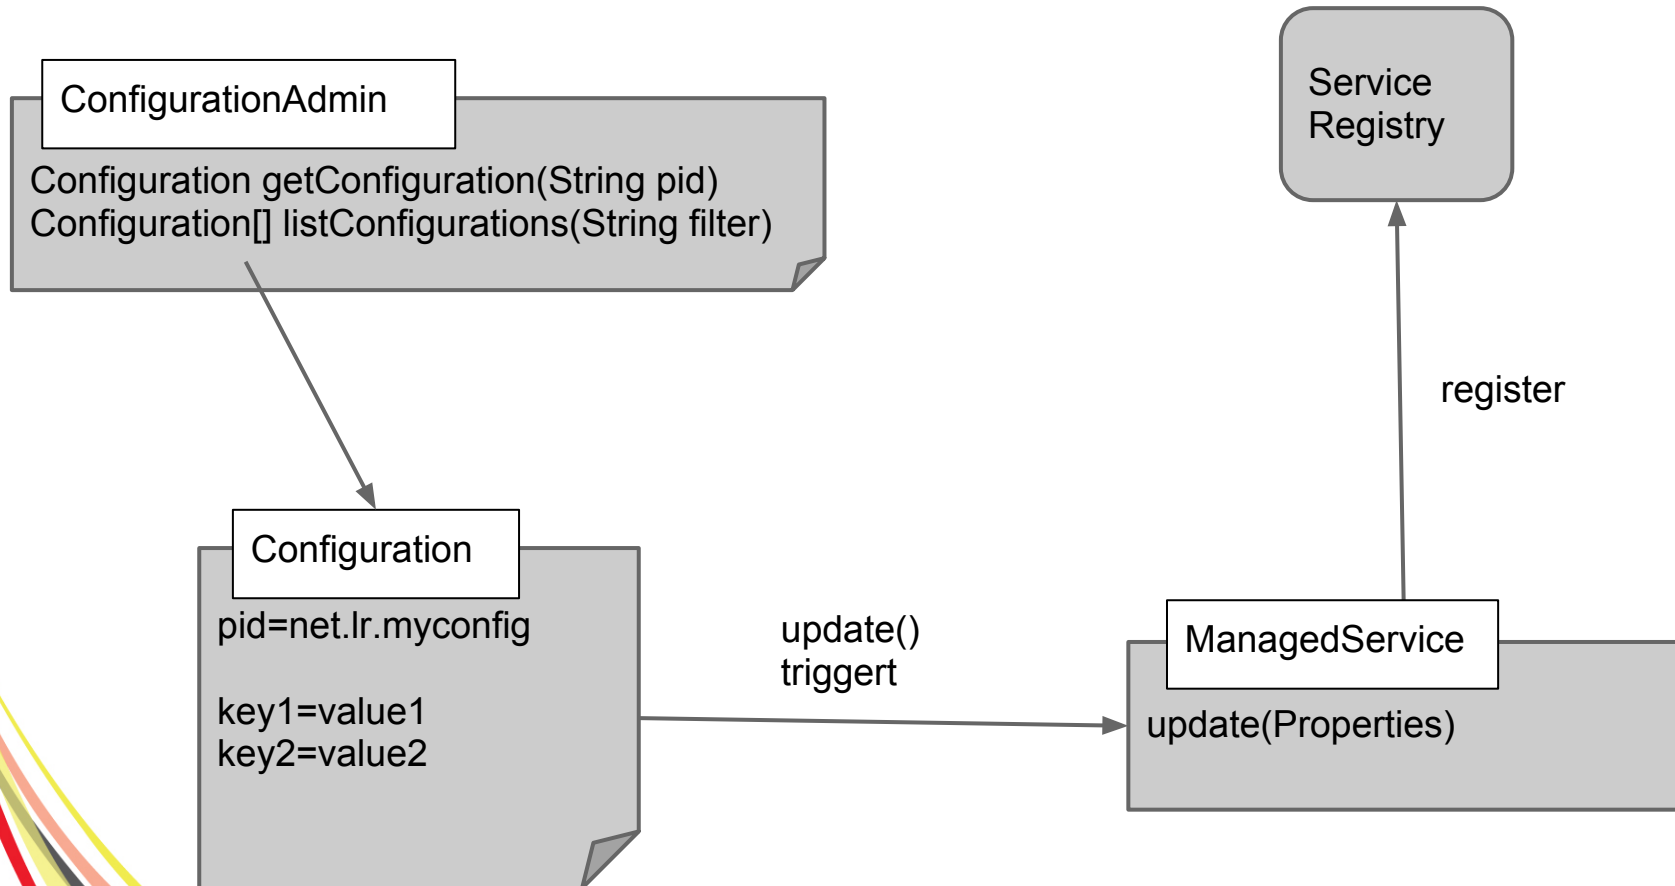 ConfigurationAdmin
Configuration getConfiguration(String pid)
Configuration[] listConfigurations(String filter)
Service
Registry
register
Configuration
pid=net.lr.myconfig
key1=value1
key2=value2
update()
triggert
ManagedService
update(Properties)